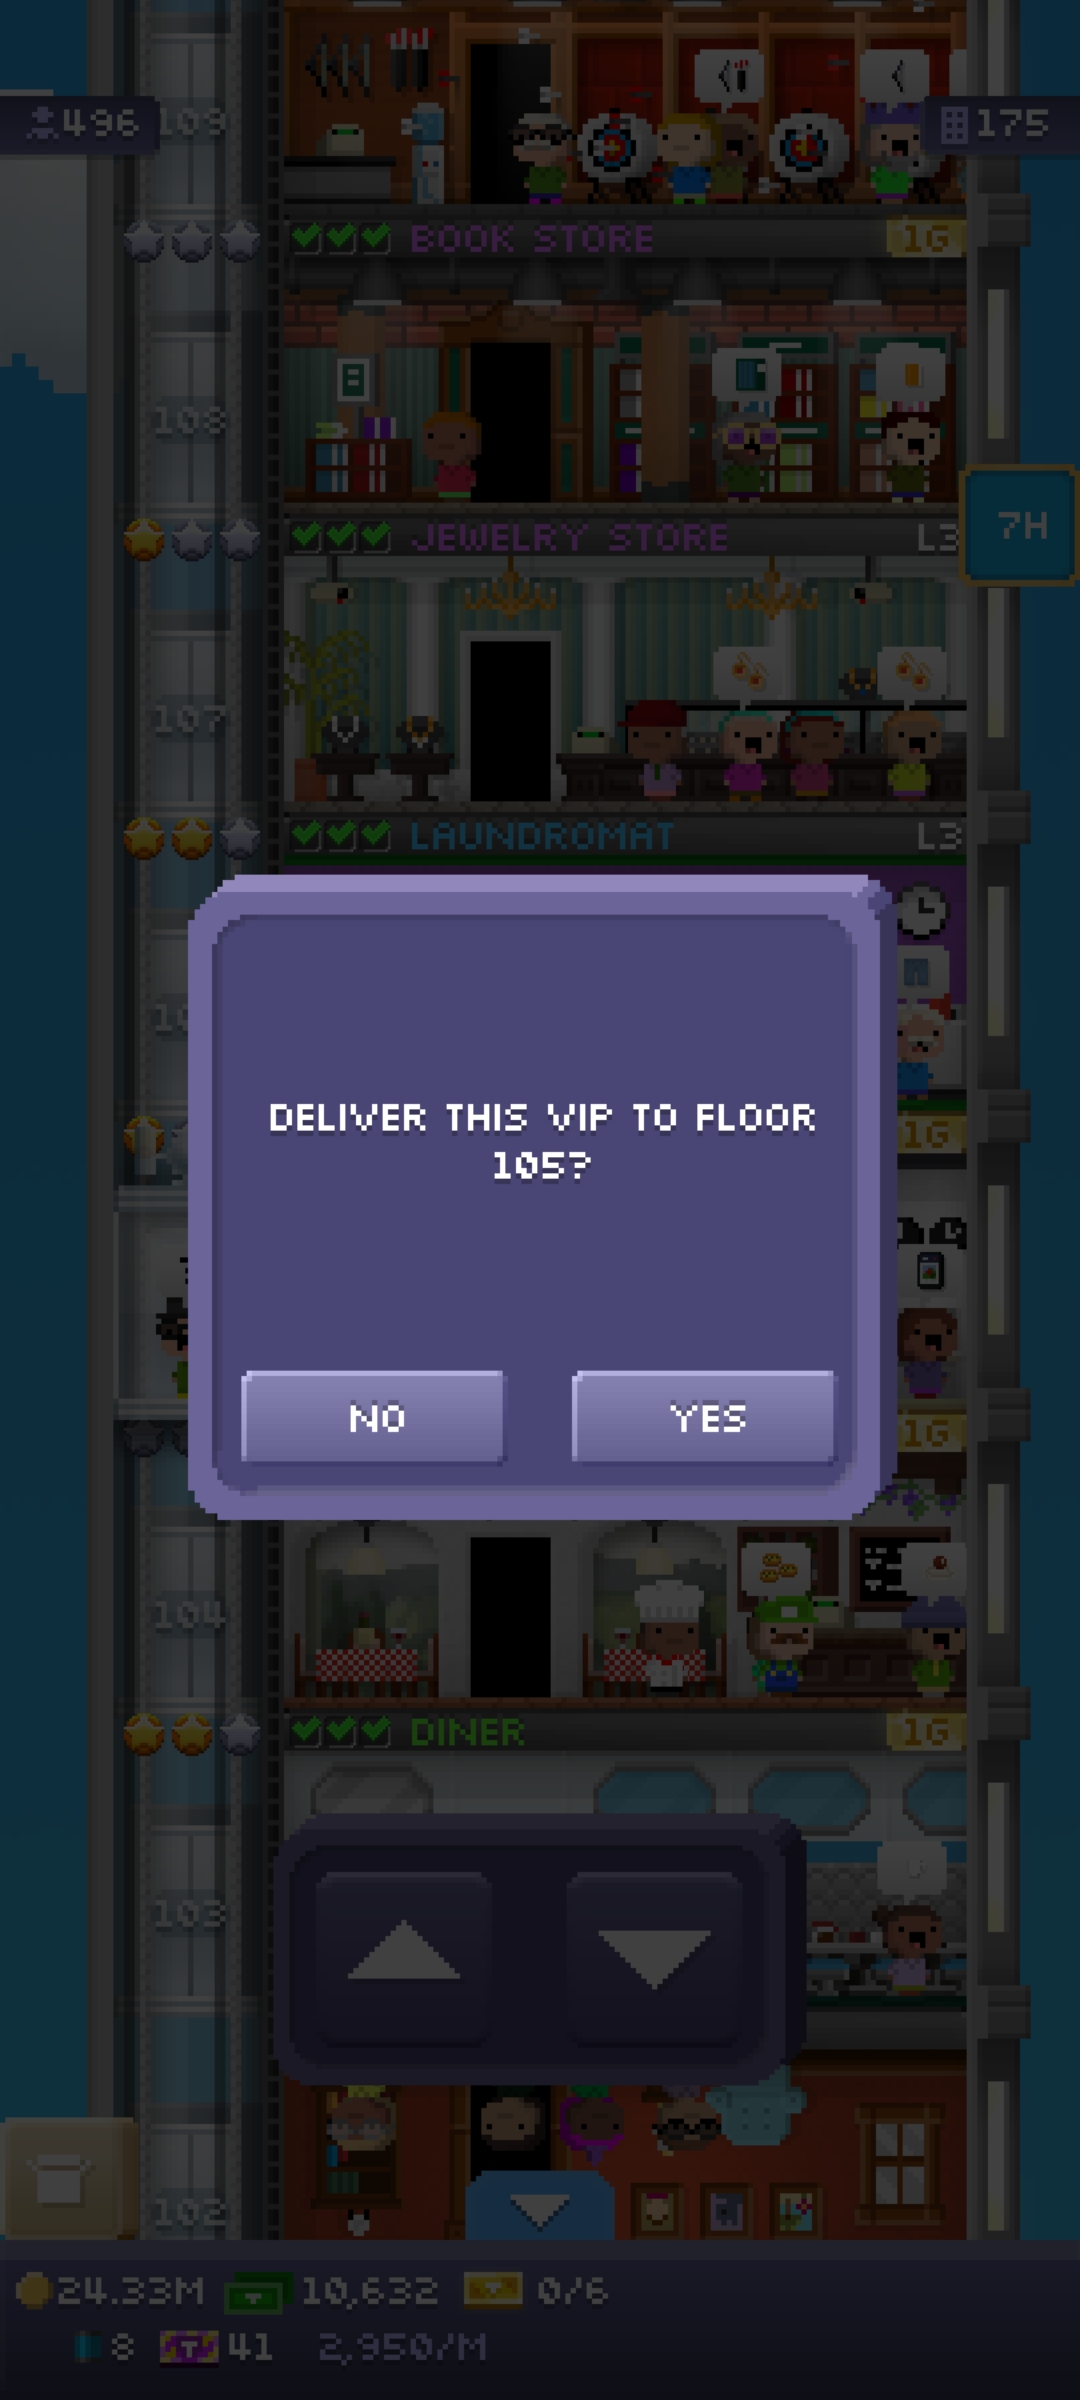 496
109
175
BOOK STORE
1G
108
JEWELRY STORE
L3
7H
107
LAUNDROMAT
L3
1G
DELIVER THIS VIP TO FLOOR
105?
NO
YES
1G
104
DINER
1G
103
102
24.33M
10,632
0/6
8
T
41
2,950/M